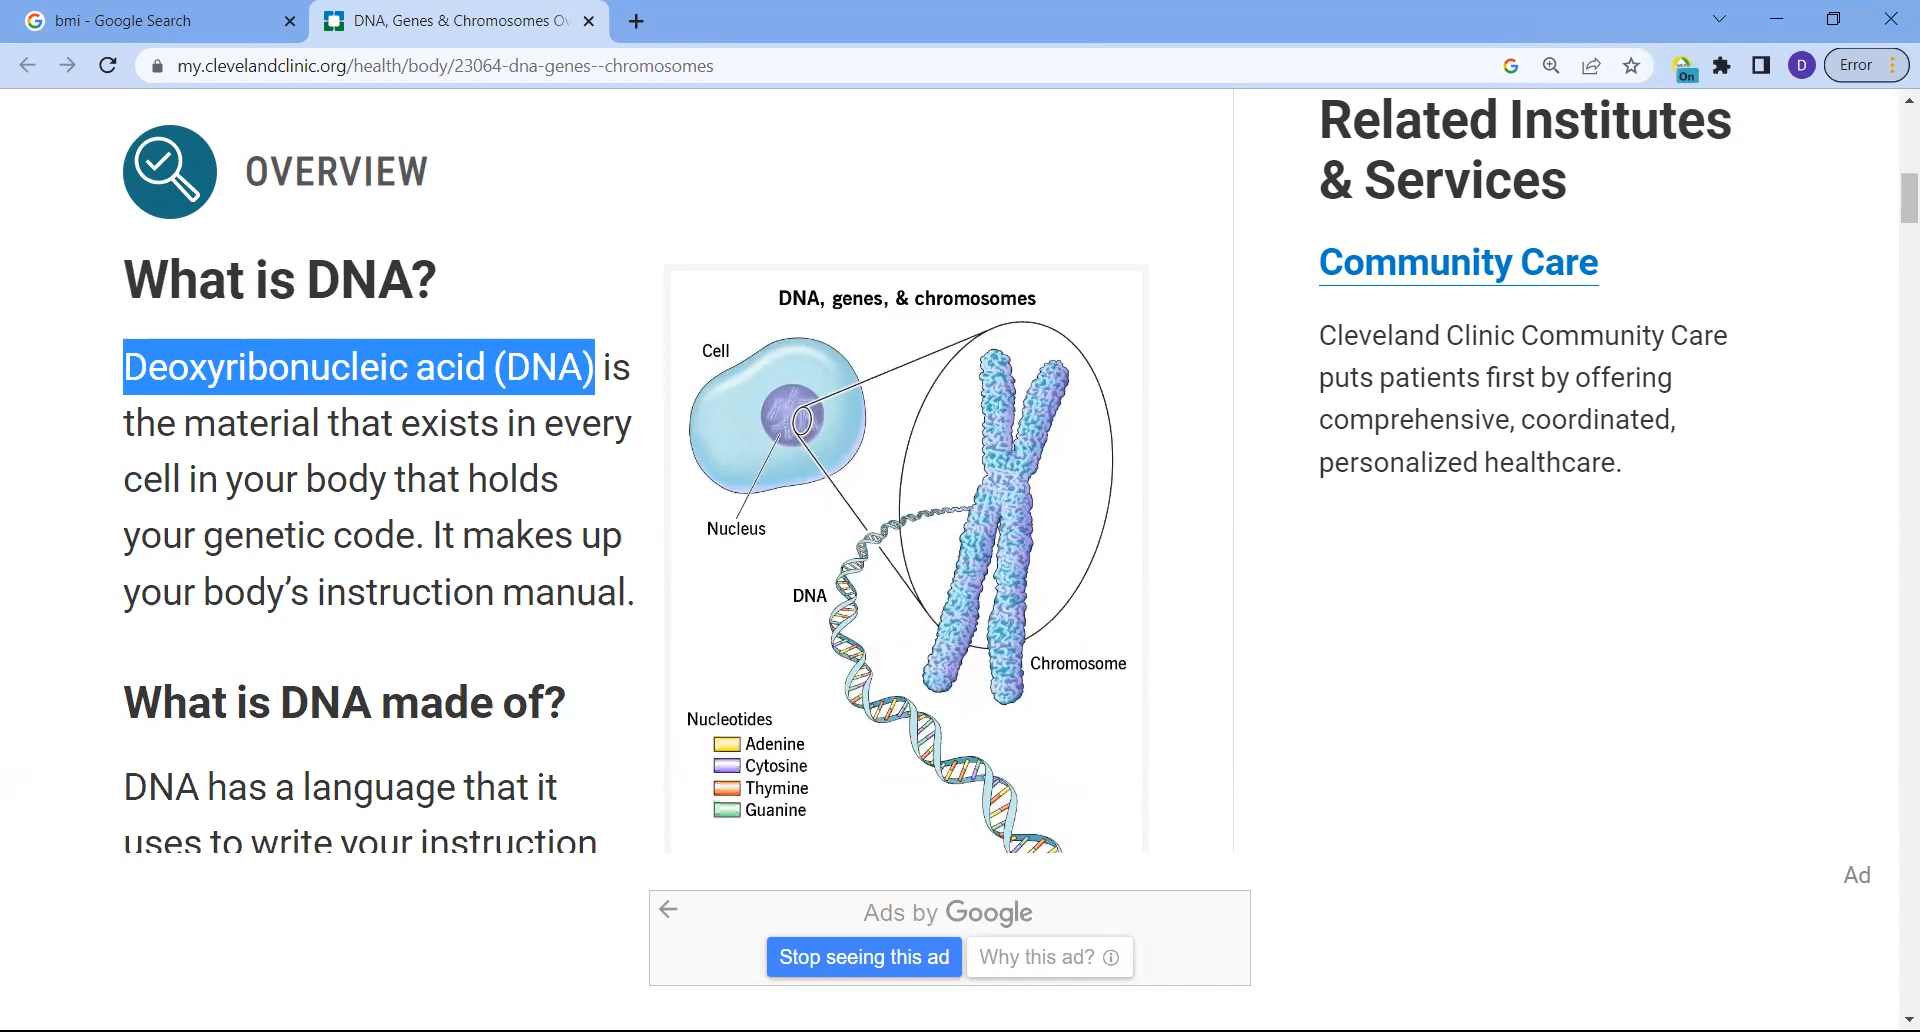 bmi - Google Search
DNA, Genes & Chromosomes Ov
my.clevelandclinic.org/health/body/23064-dna-genes--chromosomes
On
D
Error
OVERVIEW
What is DNA?
Deoxyribonucleic acid (DNA) is
the material that exists in every
cell in your body that holds
your genetic code. It makes up
your body’s instruction manual.
What is DNA made of?
DNA has a language that it
uses to write your instruction
DNA, genes, & chromosomes
Cell
Nucleus
DNA
Chromosome
Nucleotides
Adenine
Cytosine
Thymine
Guanine
Related Institutes
& Services
Community Care
Cleveland Clinic Community Care
puts patients first by offering
comprehensive, coordinated,
personalized healthcare.
Ad
Ads by Google
Stop seeing this ad
Why this ad?